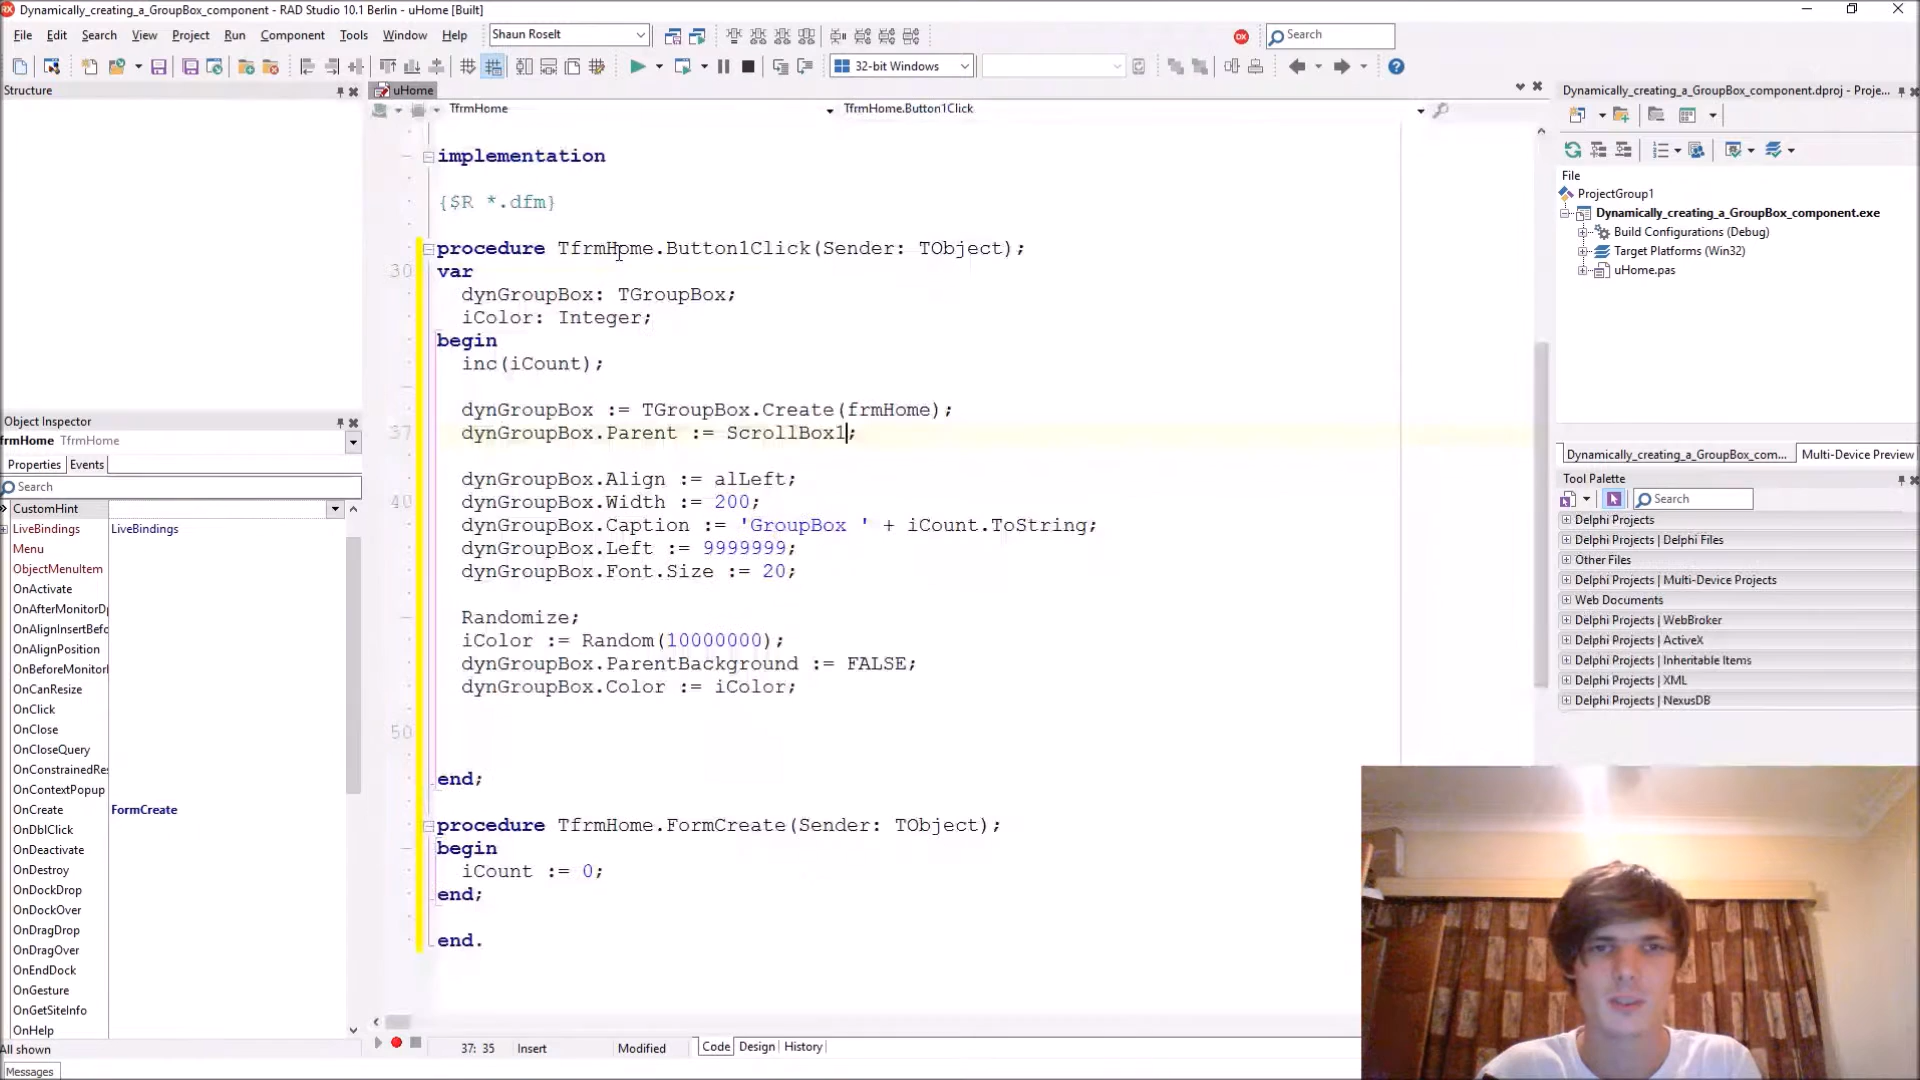 Dynamically_creating_a_GroupBox_component - RAD Studio 10.1 Berlin - uHome [Built]
File Edit Search View Project Run Component Tools Window Help Shaun Roselt Search
32-bit Windows
Structure
uHome
TfrmHome TfrmHome.Button1Click
implementation
{$R *.dfm}
procedure TfrmHome.Button1Click(Sender: TObject);
30 var
dynGroupBox: TGroupBox;
iColor: Integer;
begin
inc(iCount);
dynGroupBox := TGroupBox.Create(frmHome);
37 dynGroupBox.Parent := ScrollBox1;
dynGroupBox.Align := alLeft;
40 dynGroupBox.Width := 200;
dynGroupBox.Caption := 'GroupBox ' + iCount.ToString;
dynGroupBox.Left := 9999999;
dynGroupBox.Font.Size := 20;
Randomize;
iColor := Random(10000000);
dynGroupBox.ParentBackground := FALSE;
dynGroupBox.Color := iColor;
50
end;
procedure TfrmHome.FormCreate(Sender: TObject);
begin
iCount := 0;
end;
end.
37: 35 Insert Modified Code Design History
Object Inspector
frmHome TfrmHome
Properties Events
Search
CustomHint
LiveBindings LiveBindings
Menu
ObjectMenuItem
OnActivate
OnAfterMonitorDp
OnAlignInsertBefo
OnAlignPosition
OnBeforeMonitorI
OnCanResize
OnClick
OnClose
OnCloseQuery
OnConstrainedRes
OnContextPopup
OnCreate FormCreate
OnDblClick
OnDeactivate
OnDestroy
OnDockDrop
OnDockOver
OnDragDrop
OnDragOver
OnEndDock
OnGesture
OnGetSiteInfo
OnHelp
All shown
Messages
Dynamically_creating_a_GroupBox_component.dproj - Proje...
File
ProjectGroup1
Dynamically_creating_a_GroupBox_component.exe
Build Configurations (Debug)
Target Platforms (Win32)
uHome.pas
Dynamically_creating_a_GroupBox_com... Multi-Device Preview
Tool Palette
Search
Delphi Projects
Delphi Projects | Delphi Files
Other Files
Delphi Projects | Multi-Device Projects
Web Documents
Delphi Projects | WebBroker
Delphi Projects | ActiveX
Delphi Projects | Inheritable Items
Delphi Projects | XML
Delphi Projects | NexusDB